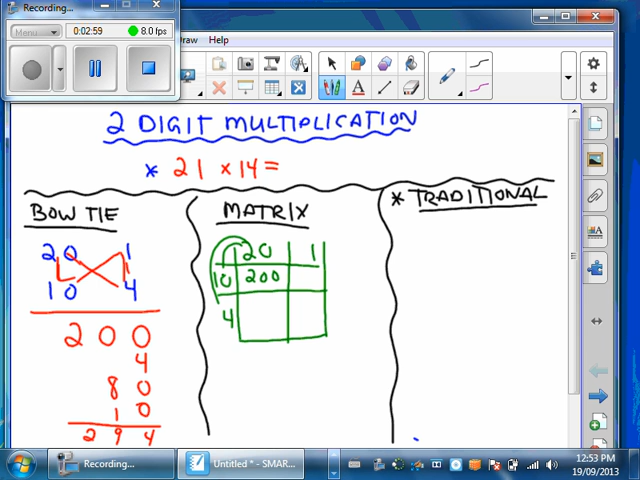 Recording...
Menu
0:02:59
8.0 fps
Draw Help
2 DIGIT MULTIPLICATION
* 21 x 14 =
BOW TIE
20 1
10 4
200
4
80
10
294
MATRIX
20 1
10 200
4
* TRADITIONAL
Recording...
Untitled * - SMAR...
12:53 PM
19/09/2013